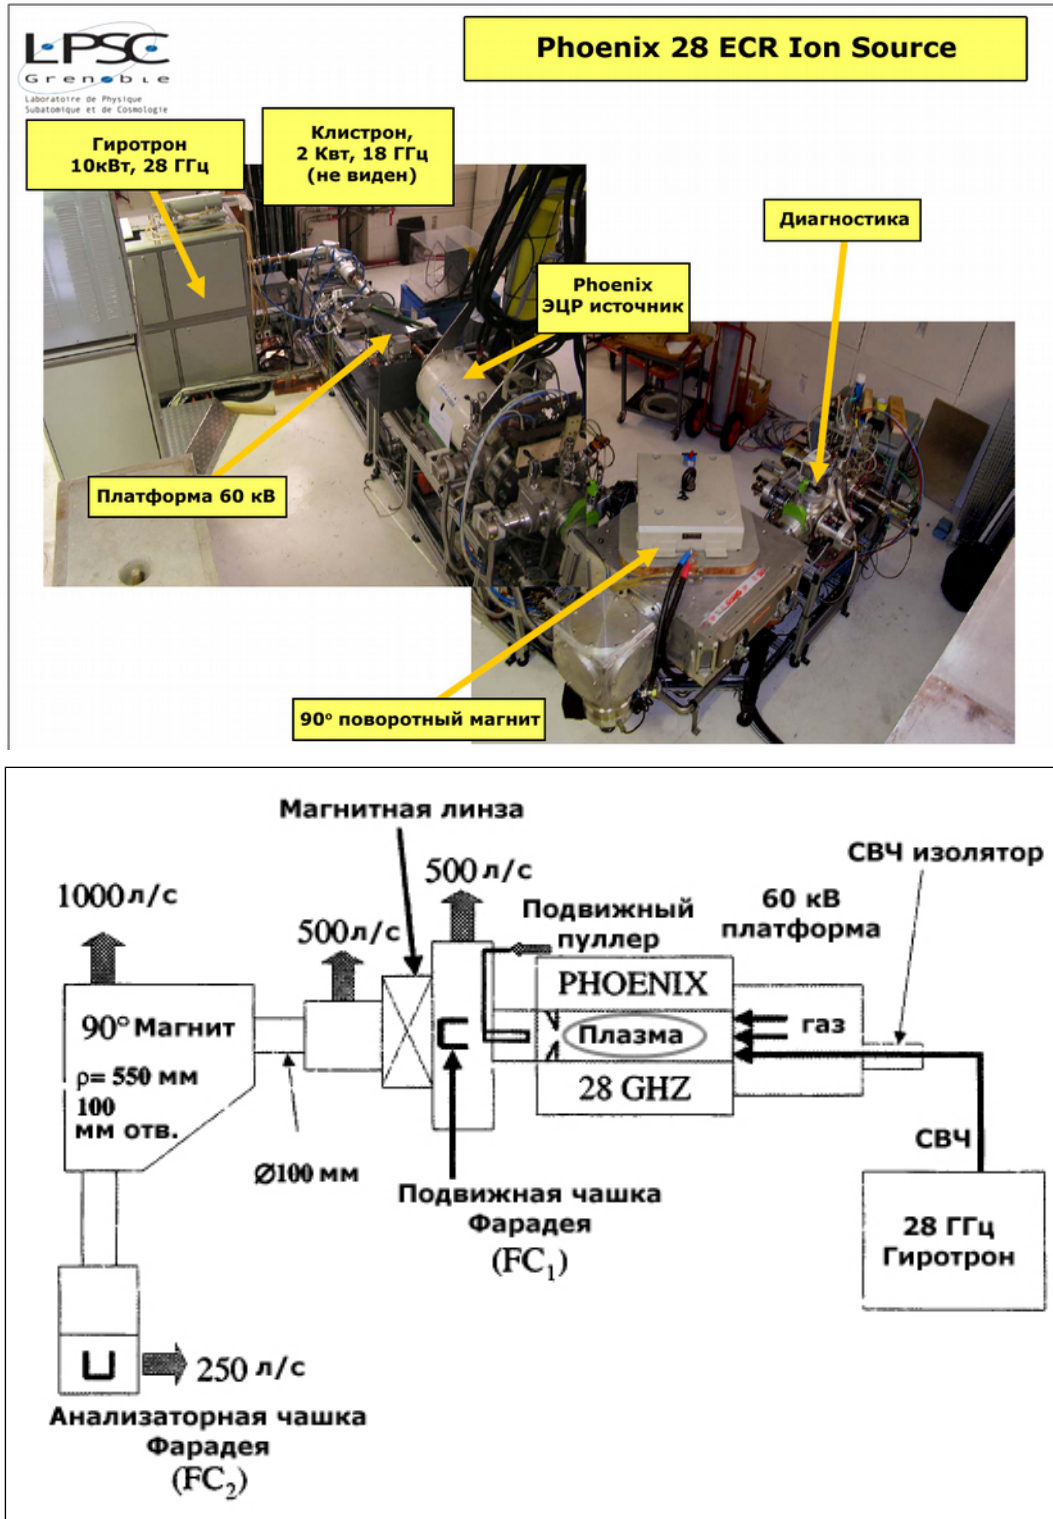 LPSC
Grenoble
Laboratoire de Physique
Subatomique et de Cosmologie
Phoenix 28 ECR Ion Source
Гиротрон
10кВт, 28 ГГц
Клистрон,
2 Квт, 18 ГГц
(не виден)
Диагностика
Phoenix
ЭЦР источник
Платформа 60 кВ
90° поворотный магнит
Магнитная линза
СВЧ изолятор
500 л/с
1000 л/с
60 кВ
платформа
Подвижный
пуллер
500 л/с
PHOENIX
90° Магнит
Плазма
газ
ρ= 550 мм
100
мм отв.
28 GHZ
СВЧ
Ø100 мм
Подвижная чашка
Фарадея
(FC₁)
28 ГГц
Гиротрон
250 л/с
Анализаторная чашка
Фарадея
(FC₂)